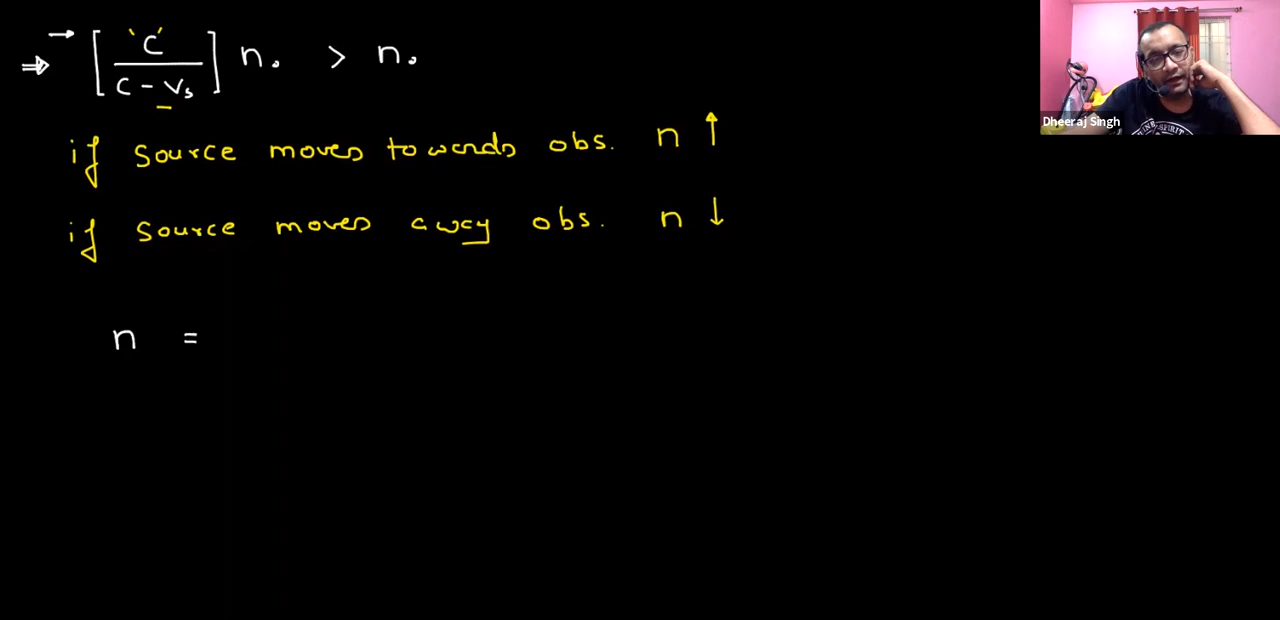 ⇒ [ 'C' / C - Vs ] n₀ > n₀
Dheeraj Singh
if source moves towards obs. n ↑
if source moves away obs. n ↓
n =